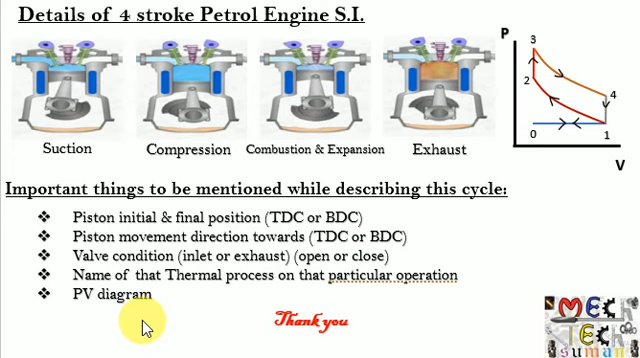 Details of 4 stroke Petrol Engine S.I.
P
3
2
4
0
1
V
Suction
Compression
Combustion & Expansion
Exhaust
Important things to be mentioned while describing this cycle:
❖ Piston initial & final position (TDC or BDC)
❖ Piston movement direction towards (TDC or BDC)
❖ Valve condition (inlet or exhaust) (open or close)
❖ Name of that Thermal process on that particular operation
❖ PV diagram
Thank you
MECH
TECH
suman